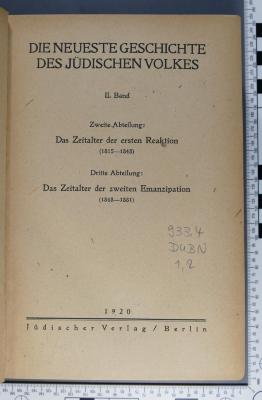 DIE NEUESTE GESCHICHTE
DES JÜDISCHEN VOLKES
II. Band
Zweite Abteilung:
Das Zeitalter der ersten Reaktion
(1815—1848)
Dritte Abteilung:
Das Zeitalter der zweiten Emanzipation
(1848—1881)
933.4
DUBN
1,2
1920
Jüdischer Verlag / Berlin